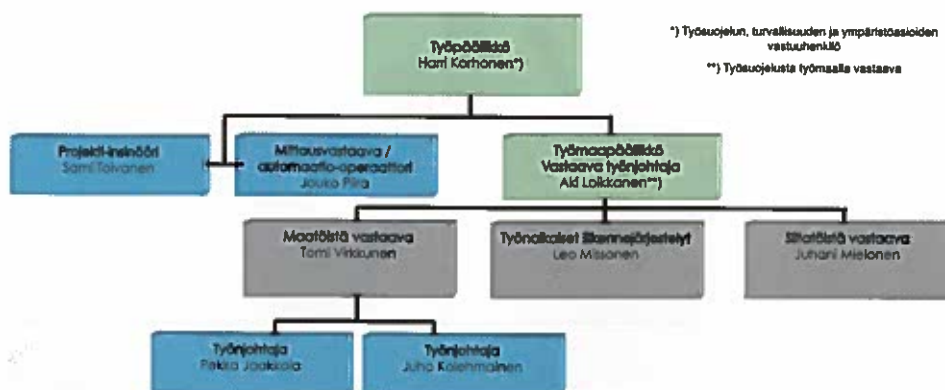 Työpäällikkö
Harri Korhonen*)
*) Työsuojelun, turvallisuuden ja ympäristöasioiden
vastuuhenkilö
**) Työsuojelusta työmaalla vastaava
Projekti-insinööri
Sami Toivanen
Mittausvastaava /
automaatio-operaattori
Jouko Piira
Työmaapäällikkö
Vastaava työnjohtaja
Aki Loikkanen**)
Maatöistä vastaava
Tomi Virkkunen
Työnaikaiset liikennejärjestelyt
Leo Missonen
Siltatöistä vastaava
Juhani Mielonen
Työnjohtaja
Pekka Jaakkola
Työnjohtaja
Juha Kolehmainen